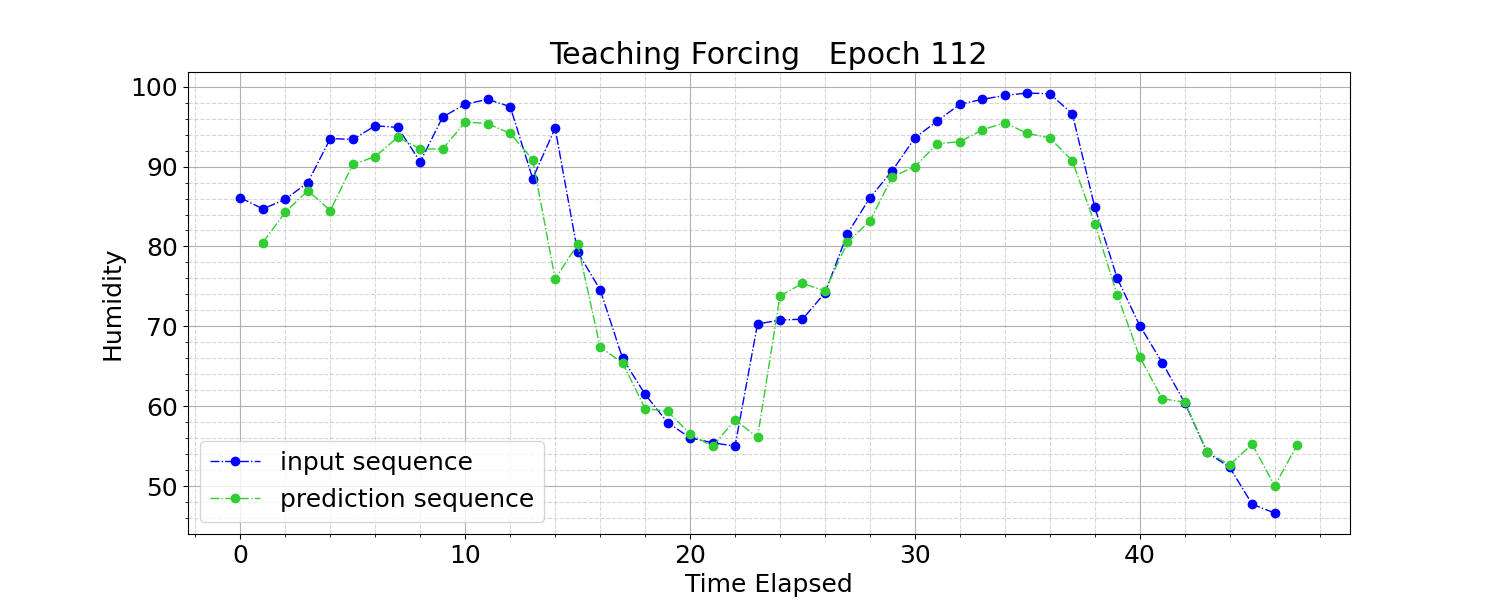 Teaching Forcing   Epoch 112
100
90
80
70
60
50
Humidity
input sequence
prediction sequence
0 10 20 30 40
Time Elapsed